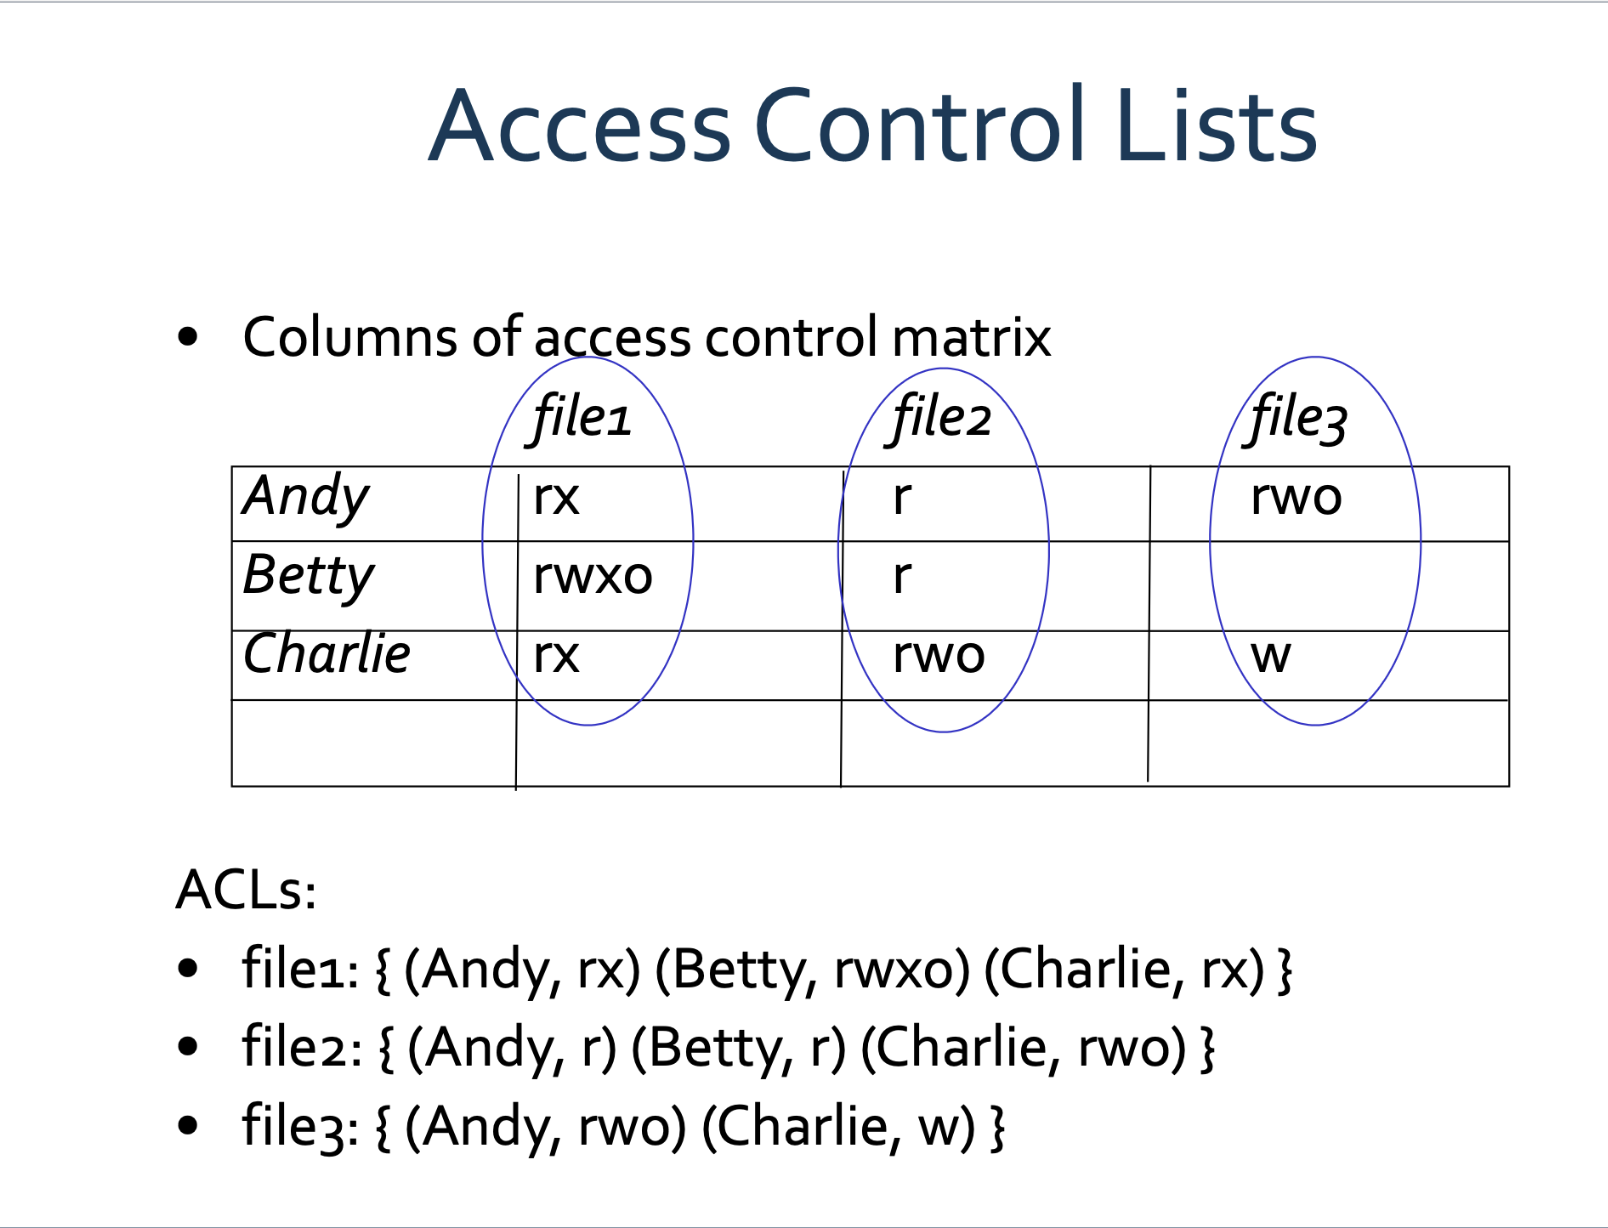 Access Control Lists
• Columns of access control matrix
file1 file2 file3
Andy rx r rwo
Betty rwxo r
Charlie rx rwo w
ACLs:
• file1: { (Andy, rx) (Betty, rwxo) (Charlie, rx) }
• file2: { (Andy, r) (Betty, r) (Charlie, rwo) }
• file3: { (Andy, rwo) (Charlie, w) }